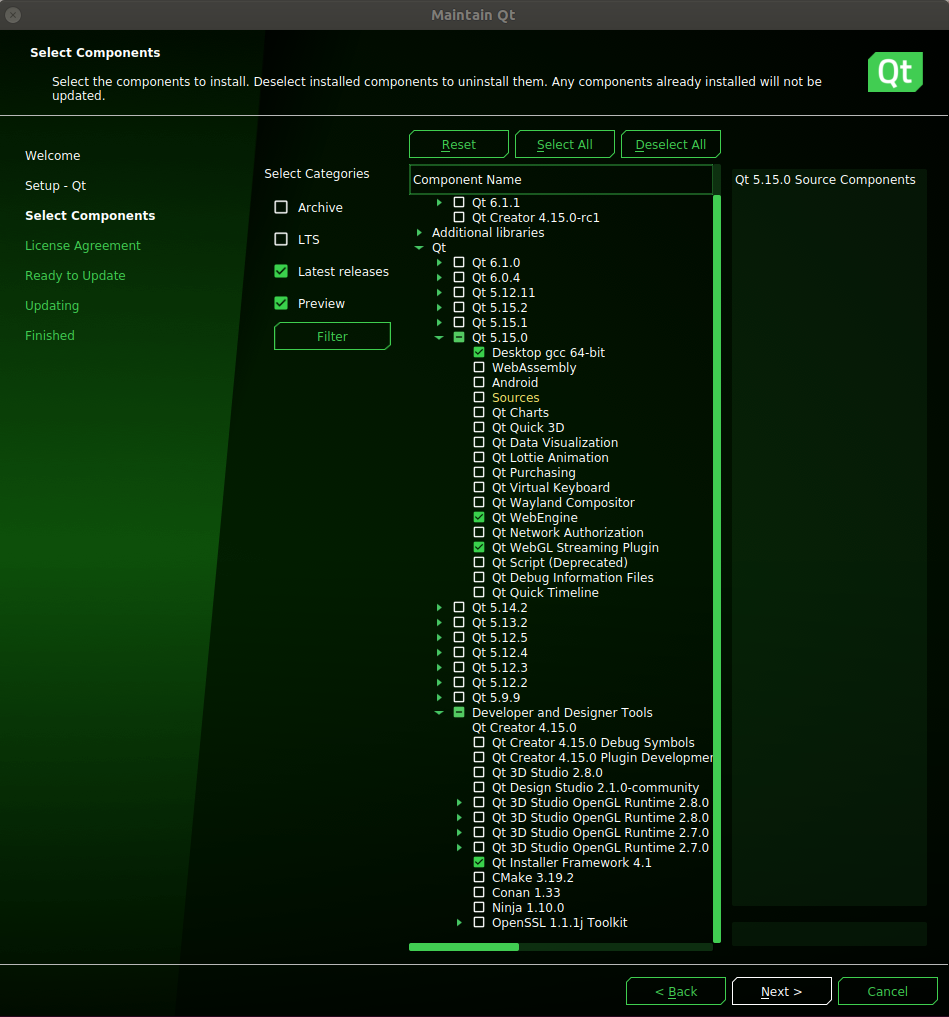 Maintain Qt
Select Components
Select the components to install. Deselect installed components to uninstall them. Any components already installed will not be
updated.
Qt
Welcome
Setup - Qt
Select Components
License Agreement
Ready to Update
Updating
Finished
Select Categories
Archive
LTS
Latest releases
Preview
Filter
Reset
Select All
Deselect All
Component Name
Qt 6.1.1
Qt Creator 4.15.0-rc1
Additional libraries
Qt
Qt 6.1.0
Qt 6.0.4
Qt 5.12.11
Qt 5.15.2
Qt 5.15.1
Qt 5.15.0
Desktop gcc 64-bit
WebAssembly
Android
Sources
Qt Charts
Qt Quick 3D
Qt Data Visualization
Qt Lottie Animation
Qt Purchasing
Qt Virtual Keyboard
Qt Wayland Compositor
Qt WebEngine
Qt Network Authorization
Qt WebGL Streaming Plugin
Qt Script (Deprecated)
Qt Debug Information Files
Qt Quick Timeline
Qt 5.14.2
Qt 5.13.2
Qt 5.12.5
Qt 5.12.4
Qt 5.12.3
Qt 5.12.2
Qt 5.9.9
Developer and Designer Tools
Qt Creator 4.15.0
Qt Creator 4.15.0 Debug Symbols
Qt Creator 4.15.0 Plugin Developmen
Qt 3D Studio 2.8.0
Qt Design Studio 2.1.0-community
Qt 3D Studio OpenGL Runtime 2.8.0
Qt 3D Studio OpenGL Runtime 2.8.0
Qt 3D Studio OpenGL Runtime 2.7.0
Qt 3D Studio OpenGL Runtime 2.7.0
Qt Installer Framework 4.1
CMake 3.19.2
Conan 1.33
Ninja 1.10.0
OpenSSL 1.1.1j Toolkit
Qt 5.15.0 Source Components
< Back
Next >
Cancel